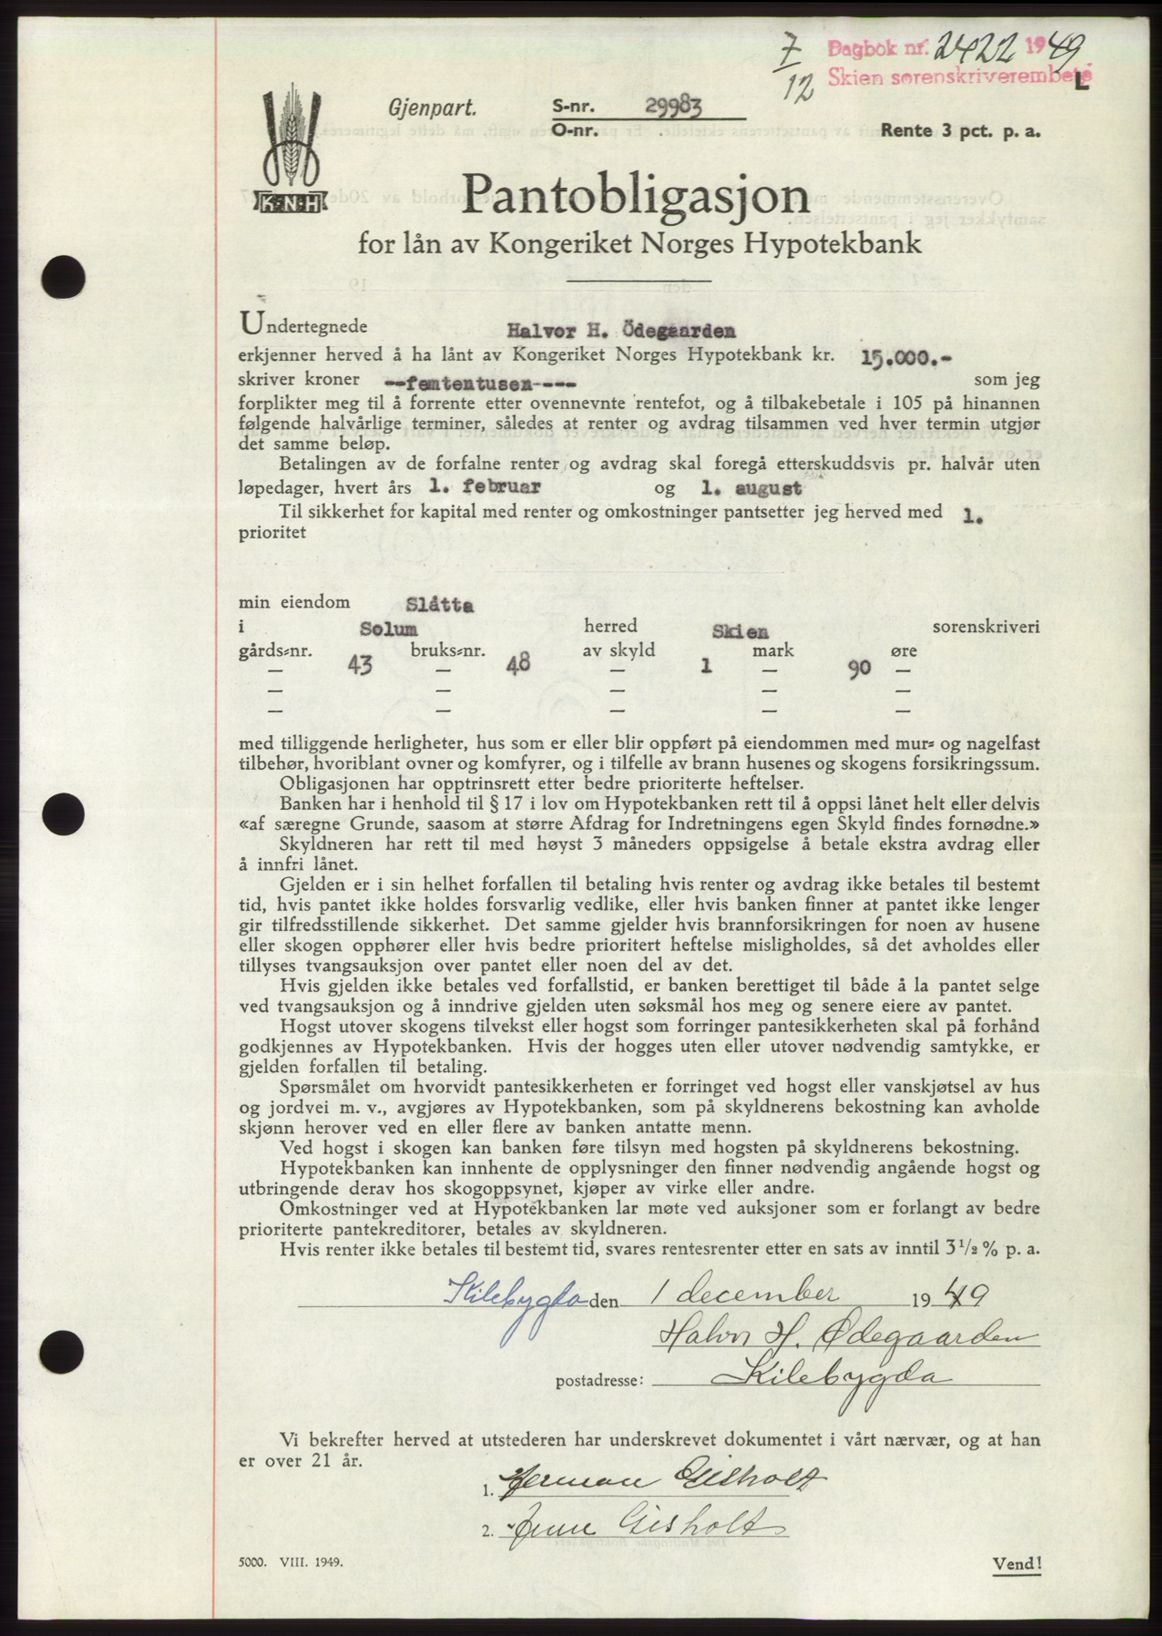 7/12 Dagbok nr. 2422 1949
Skien sorenskriverembete
L
Gjenpart. S-nr. 29983
O-nr. Rente 3 pct. p. a.
K·N·H
Pantobligasjon
for lån av Kongeriket Norges Hypotekbank
Undertegnede Halvor H. Ödegaarden
erkjenner herved å ha lånt av Kongeriket Norges Hypotekbank kr. 15.000.-
skriver kroner --femtentusen---- som jeg
forplikter meg til å forrente etter ovennevnte rentefot, og å tilbakebetale i 105 på hinannen
følgende halvårlige terminer, således at renter og avdrag tilsammen ved hver termin utgjør
det samme beløp.
Betalingen av de forfalne renter og avdrag skal foregå etterskuddsvis pr. halvår uten
løpedager, hvert års 1. februar og 1. august
Til sikkerhet for kapital med renter og omkostninger pantsetter jeg herved med 1.
prioritet
min eiendom Slåtta
i Solum herred Skien sorenskriveri
gårds-nr. 43 bruks-nr. 48 av skyld 1 mark 90 øre
— — — — —
— — — — —
— — — — —
med tilliggende herligheter, hus som er eller blir oppført på eiendommen med mur- og nagelfast
tilbehør, hvoriblant ovner og komfyrer, og i tilfelle av brann husenes og skogens forsikringssum.
Obligasjonen har opptrinsrett etter bedre prioriterte heftelser.
Banken har i henhold til § 17 i lov om Hypotekbanken rett til å oppsi lånet helt eller delvis
«af særegne Grunde, saasom at større Afdrag for Indretningens egen Skyld findes fornødne.»
Skyldneren har rett til med høyst 3 måneders oppsigelse å betale ekstra avdrag eller
å innfri lånet.
Gjelden er i sin helhet forfallen til betaling hvis renter og avdrag ikke betales til bestemt
tid, hvis pantet ikke holdes forsvarlig vedlike, eller hvis banken finner at pantet ikke lenger
gir tilfredsstillende sikkerhet. Det samme gjelder hvis brannforsikringen for noen av husene
eller skogen opphører eller hvis bedre prioritert heftelse misligholdes, så det avholdes eller
tillyses tvangsauksjon over pantet eller noen del av det.
Hvis gjelden ikke betales ved forfallstid, er banken berettiget til både å la pantet selge
ved tvangsauksjon og å inndrive gjelden uten søksmål hos meg og senere eiere av pantet.
Hogst utover skogens tilvekst eller hogst som forringer pantesikkerheten skal på forhånd
godkjennes av Hypotekbanken. Hvis der hogges uten eller utover nødvendig samtykke, er
gjelden forfallen til betaling.
Spørsmålet om hvorvidt pantesikkerheten er forringet ved hogst eller vanskjøtsel av hus
og jordvei m. v., avgjøres av Hypotekbanken, som på skyldnerens bekostning kan avholde
skjønn herover ved en eller flere av banken antatte menn.
Ved hogst i skogen kan banken føre tilsyn med hogsten på skyldnerens bekostning.
Hypotekbanken kan innhente de opplysninger den finner nødvendig angående hogst og
utbringende derav hos skogoppsynet, kjøper av virke eller andre.
Omkostninger ved at Hypotekbanken lar møte ved auksjoner som er forlangt av bedre
prioriterte pantekreditorer, betales av skyldneren.
Hvis renter ikke betales til bestemt tid, svares rentesrenter etter en sats av inntil 3 1/2 % p. a.
Kilebygda den 1 december 1949
Halvor H. Ødegaarden
postadresse: Kilebygda
Vi bekrefter herved at utstederen har underskrevet dokumentet i vårt nærvær, og at han
er over 21 år.
1. Herman Gisholt
2. Gisholt
5000. VIII. 1949. Vend!